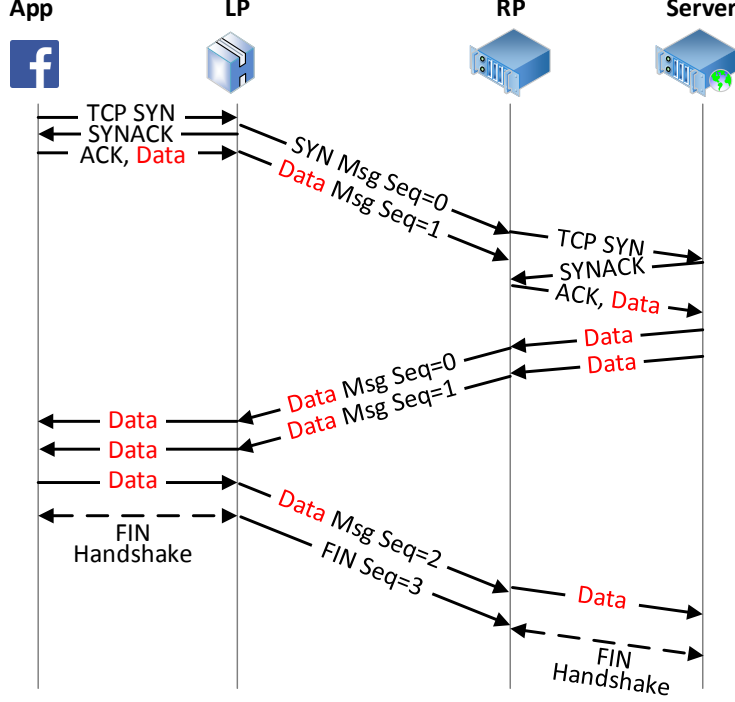 App LP RP Server
TCP SYN
SYNACK
ACK, Data
SYN Msg Seq=0
Data Msg Seq=1
TCP SYN
SYNACK
ACK, Data
Data
Data
Data Msg Seq=0
Data Msg Seq=1
Data
Data
Data
Data Msg Seq=2
FIN
Handshake
FIN Seq=3
Data
FIN
Handshake